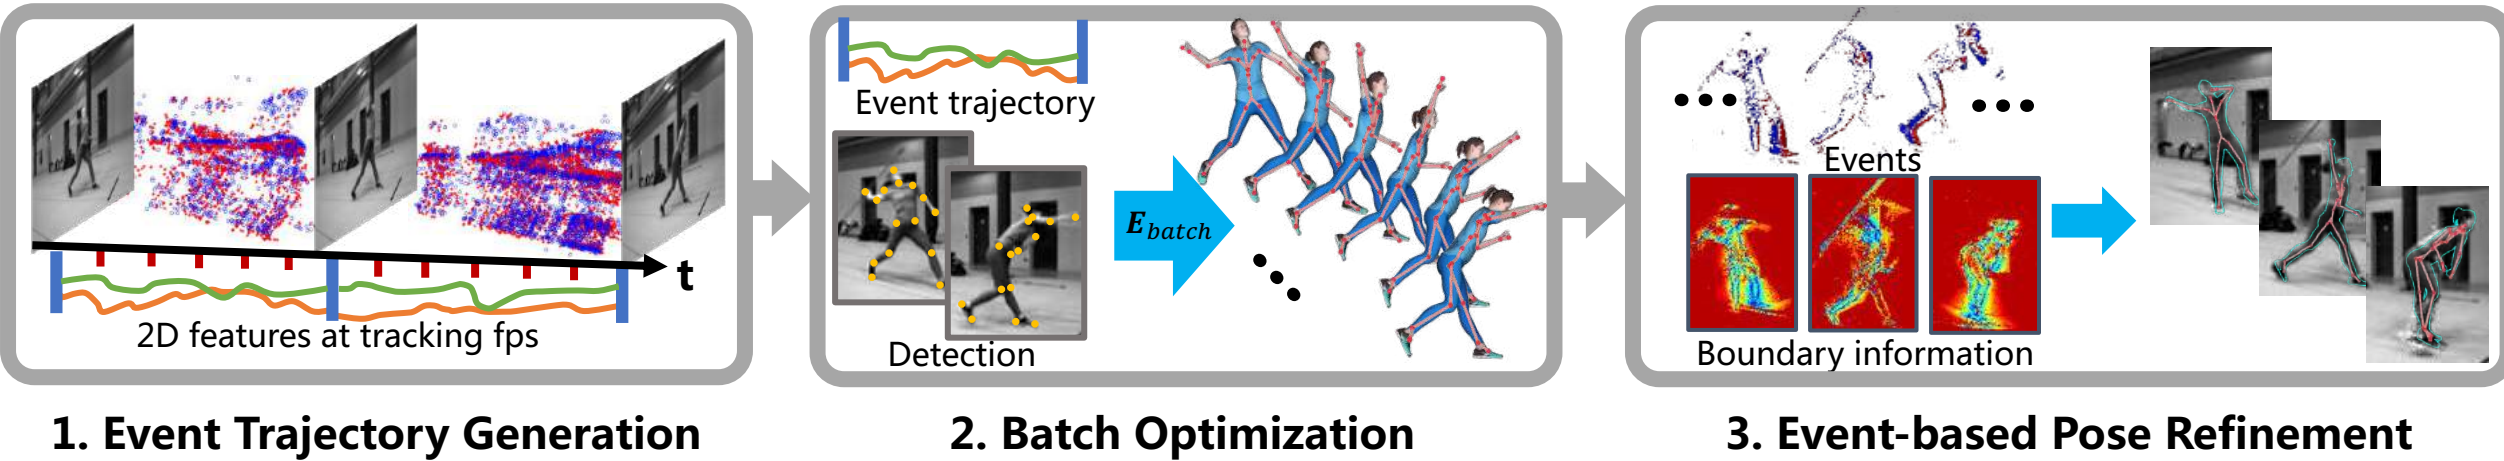 t
2D features at tracking fps
1. Event Trajectory Generation
Event trajectory
Detection
E_batch
2. Batch Optimization
Events
Boundary information
3. Event-based Pose Refinement